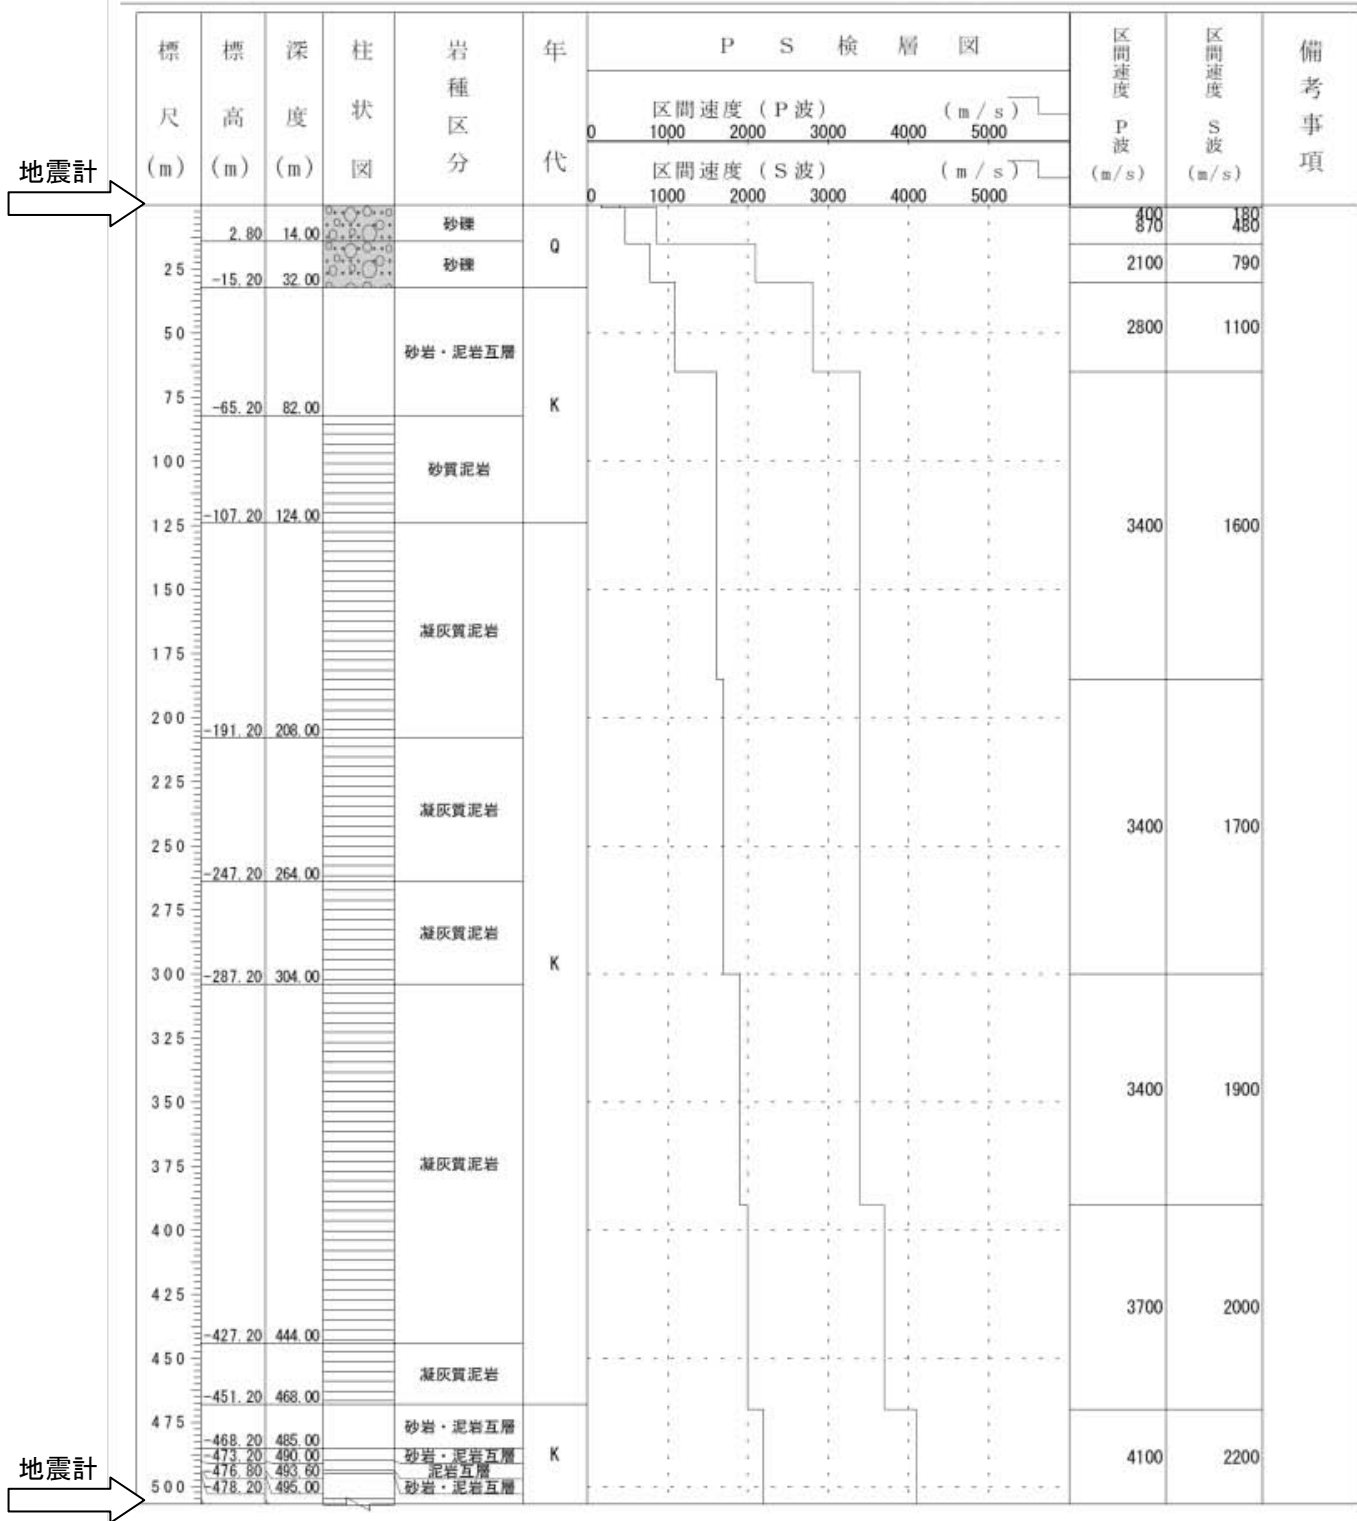 標尺(m)
標高(m)
深度(m)
柱状図
岩種区分
年代
PS検層図
区間速度(P波) (m/s)
0 1000 2000 3000 4000 5000
区間速度(S波) (m/s)
0 1000 2000 3000 4000 5000
区間速度 P波 (m/s)
区間速度 S波 (m/s)
備考事項
地震計
400 180
2.80 14.00 砂礫 870 480
Q
25 -15.20 32.00 砂礫 2100 790
50 2800 1100
砂岩・泥岩互層
75 -65.20 82.00 K
100 砂質泥岩
-107.20 124.00
125 3400 1600
150
凝灰質泥岩
175
200 -191.20 208.00
225
凝灰質泥岩 3400 1700
250 -247.20 264.00
275
凝灰質泥岩
K
300 -287.20 304.00
325
350 3400 1900
375 凝灰質泥岩
400
425 3700 2000
-427.20 444.00
450 凝灰質泥岩
-451.20 468.00
475 砂岩・泥岩互層
-468.20 485.00
-473.20 490.00 砂岩・泥岩互層 K 4100 2200
-476.80 493.60 泥岩互層
地震計
500 -478.20 495.00 砂岩・泥岩互層